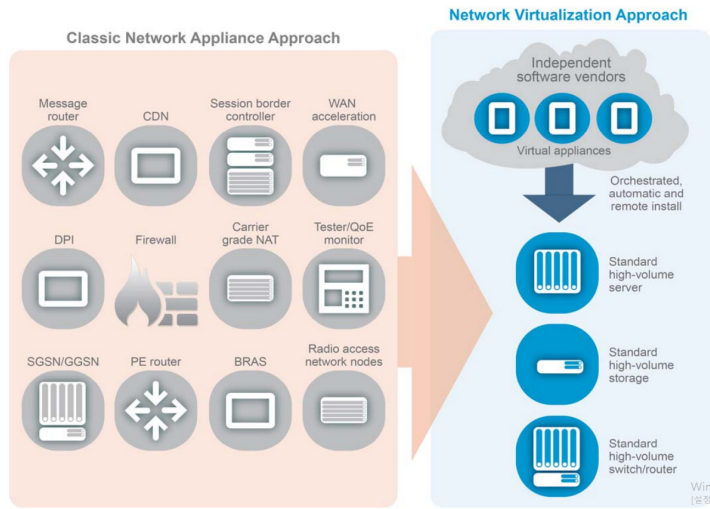 Network Virtualization Approach
Classic Network Appliance Approach
Independent
software vendors
Virtual appliances
Orchestrated,
automatic and
remote install
Message
router
CDN
Session border
controller
WAN
acceleration
DPI
Firewall
Carrier
grade NAT
Tester/QoE
monitor
SGSN/GGSN
PE router
BRAS
Radio access
network nodes
Standard
high-volume
server
Standard
high-volume
storage
Standard
high-volume
switch/router
Win
[설정